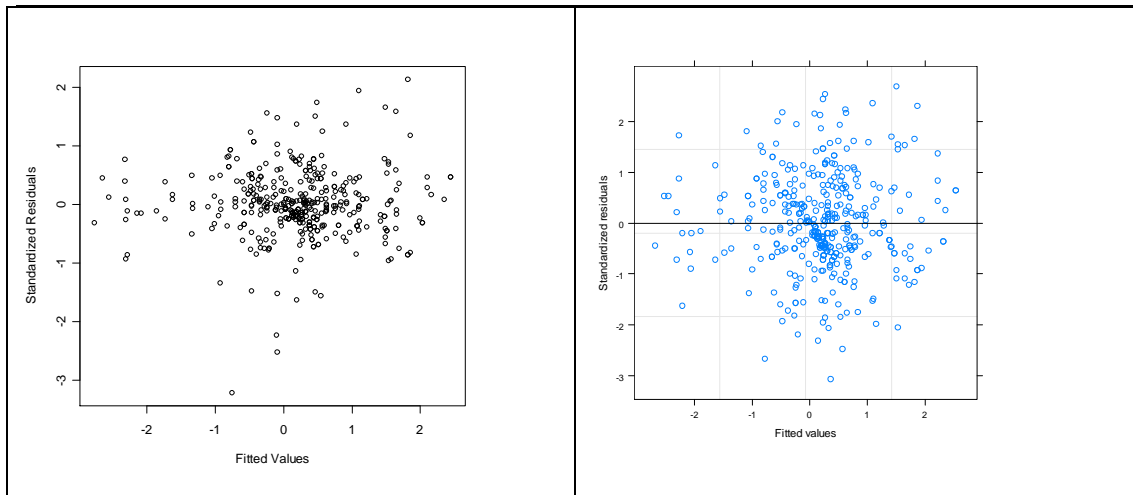 2
1
0
-1
-2
-3
Standardized Residuals
-2 -1 0 1 2
Fitted Values
2
1
0
-1
-2
-3
Standardized residuals
-2 -1 0 1 2
Fitted values